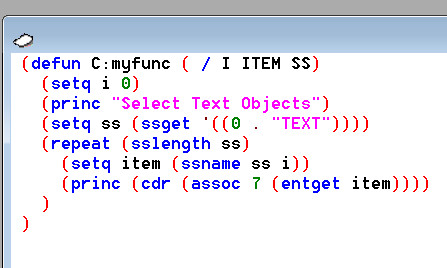 (defun C:myfunc ( / I ITEM SS)
(setq i 0)
(princ "Select Text Objects")
(setq ss (ssget '((0 . "TEXT"))))
(repeat (sslength ss)
(setq item (ssname ss i))
(princ (cdr (assoc 7 (entget item))))
)
)